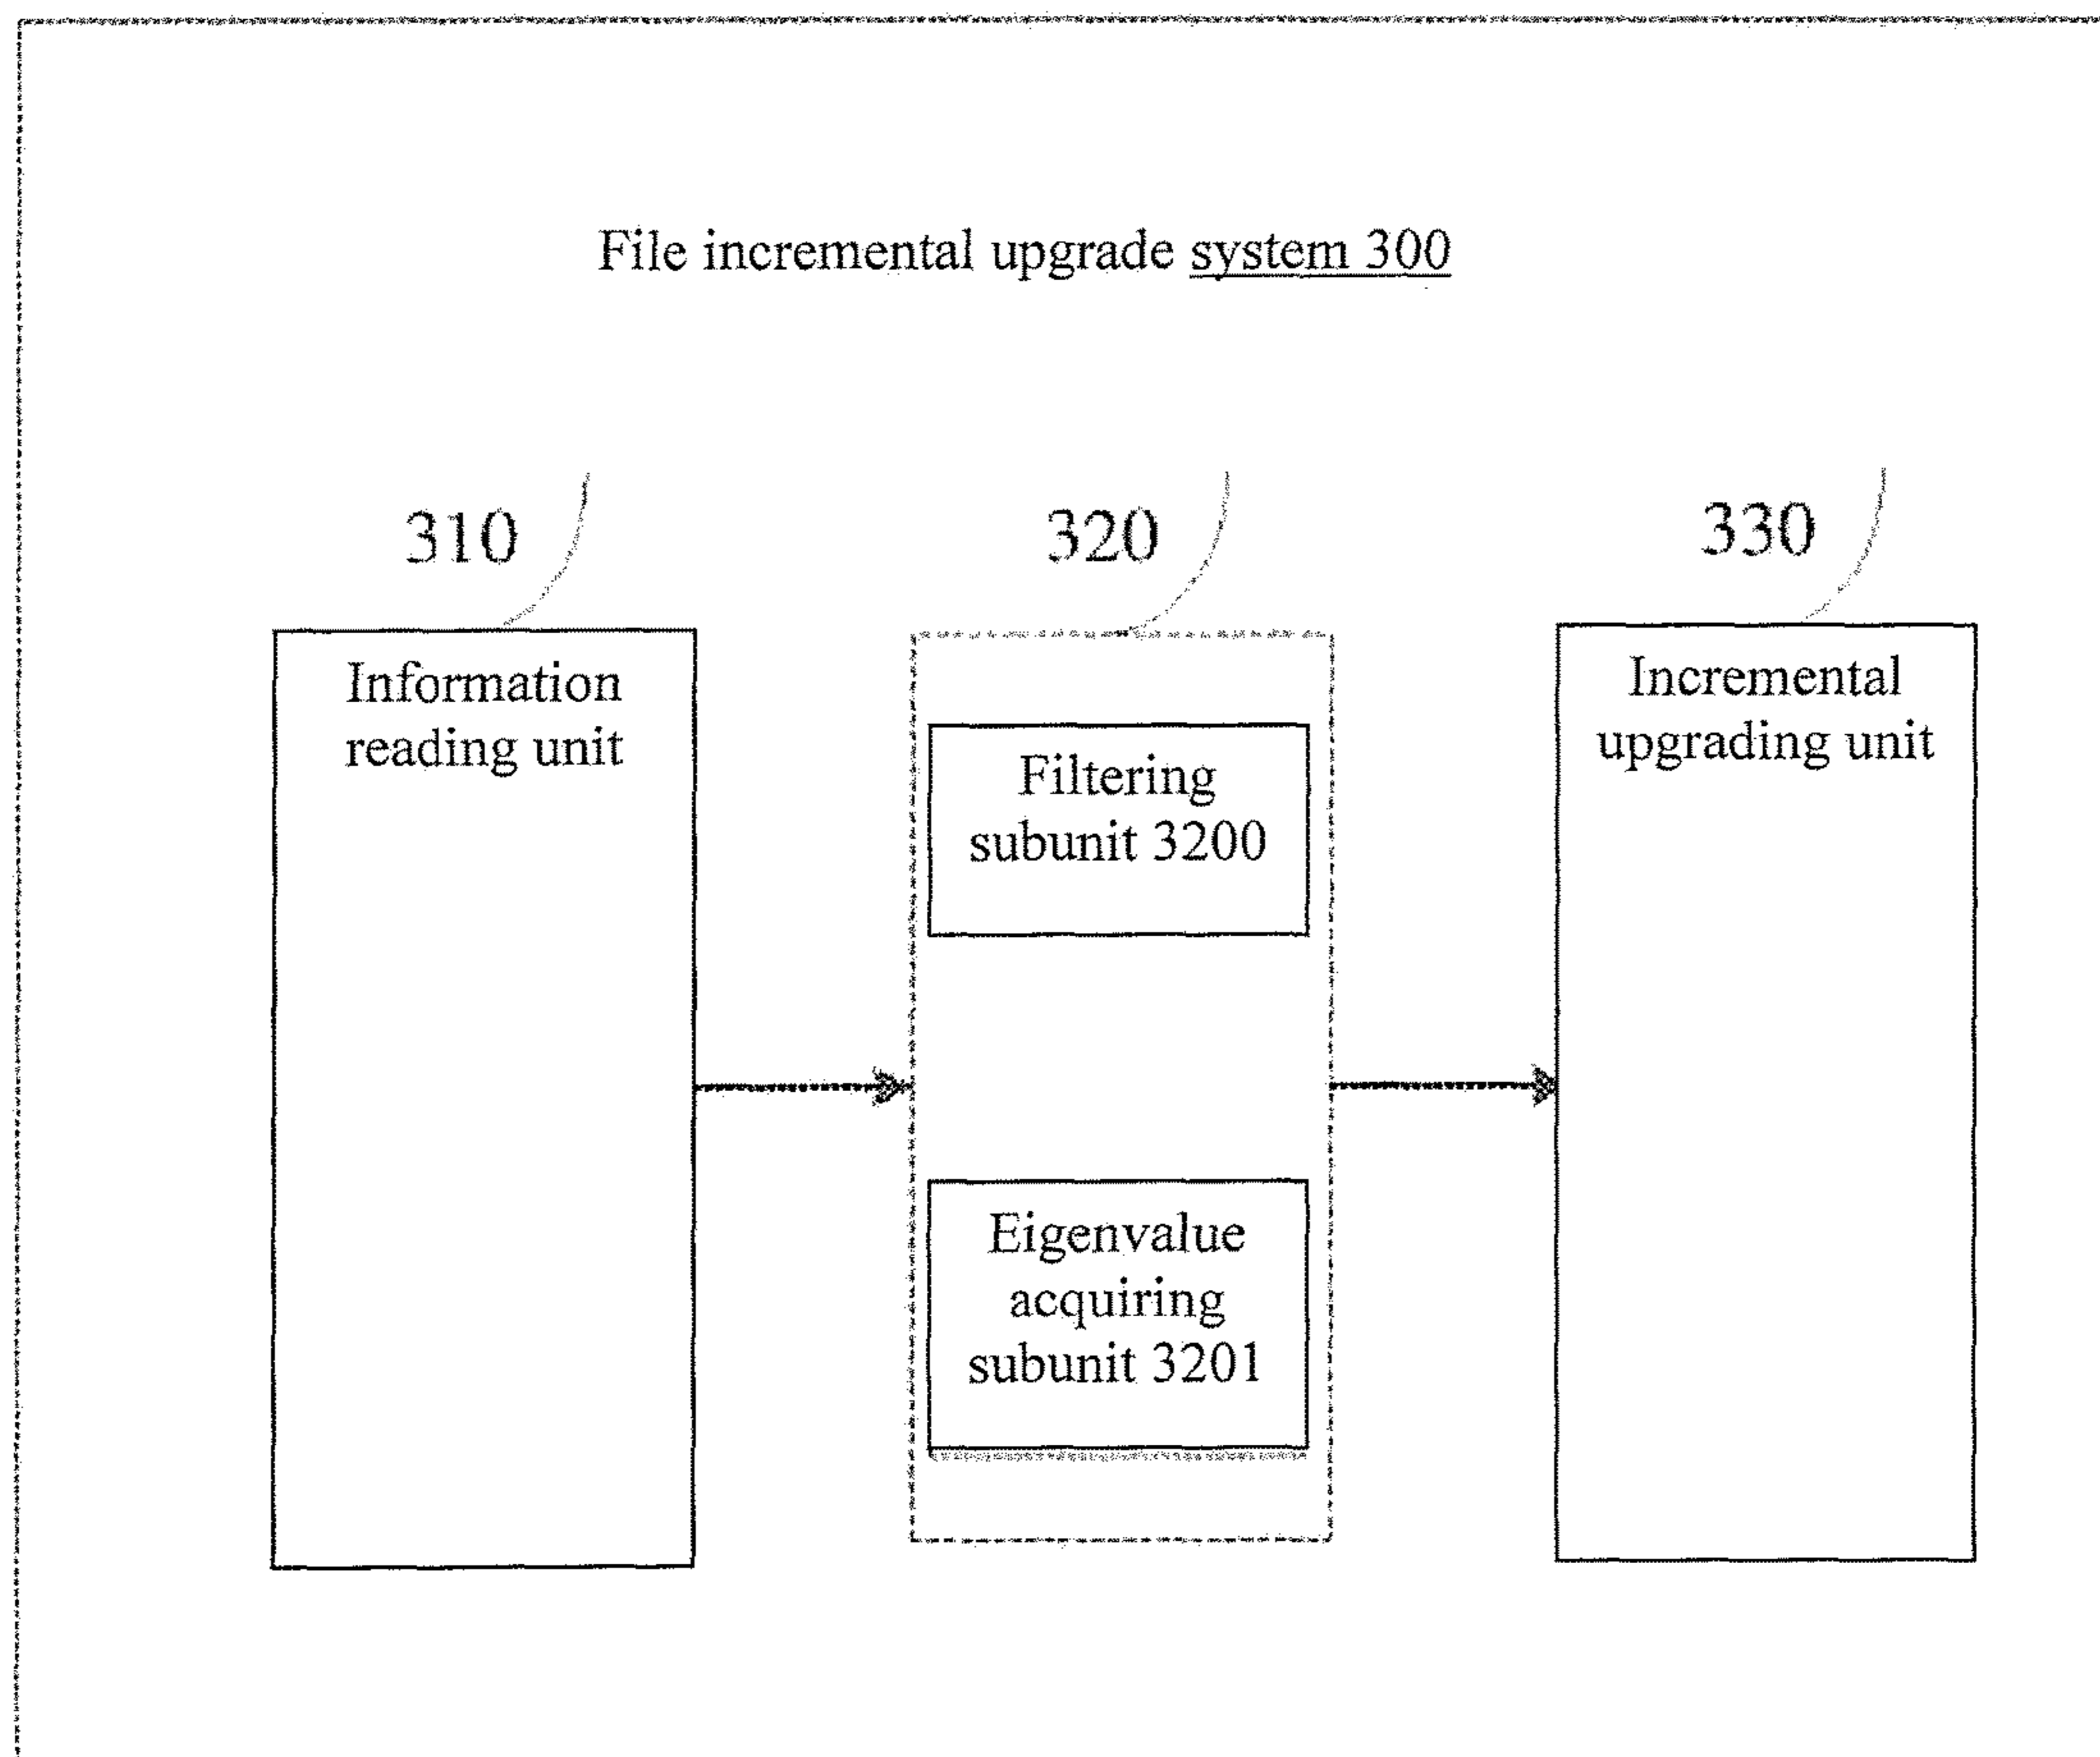 File incremental upgrade system 300
310
320
330
Information
reading unit
Filtering
subunit 3200
Eigenvalue
acquiring
subunit 3201
Incremental
upgrading unit